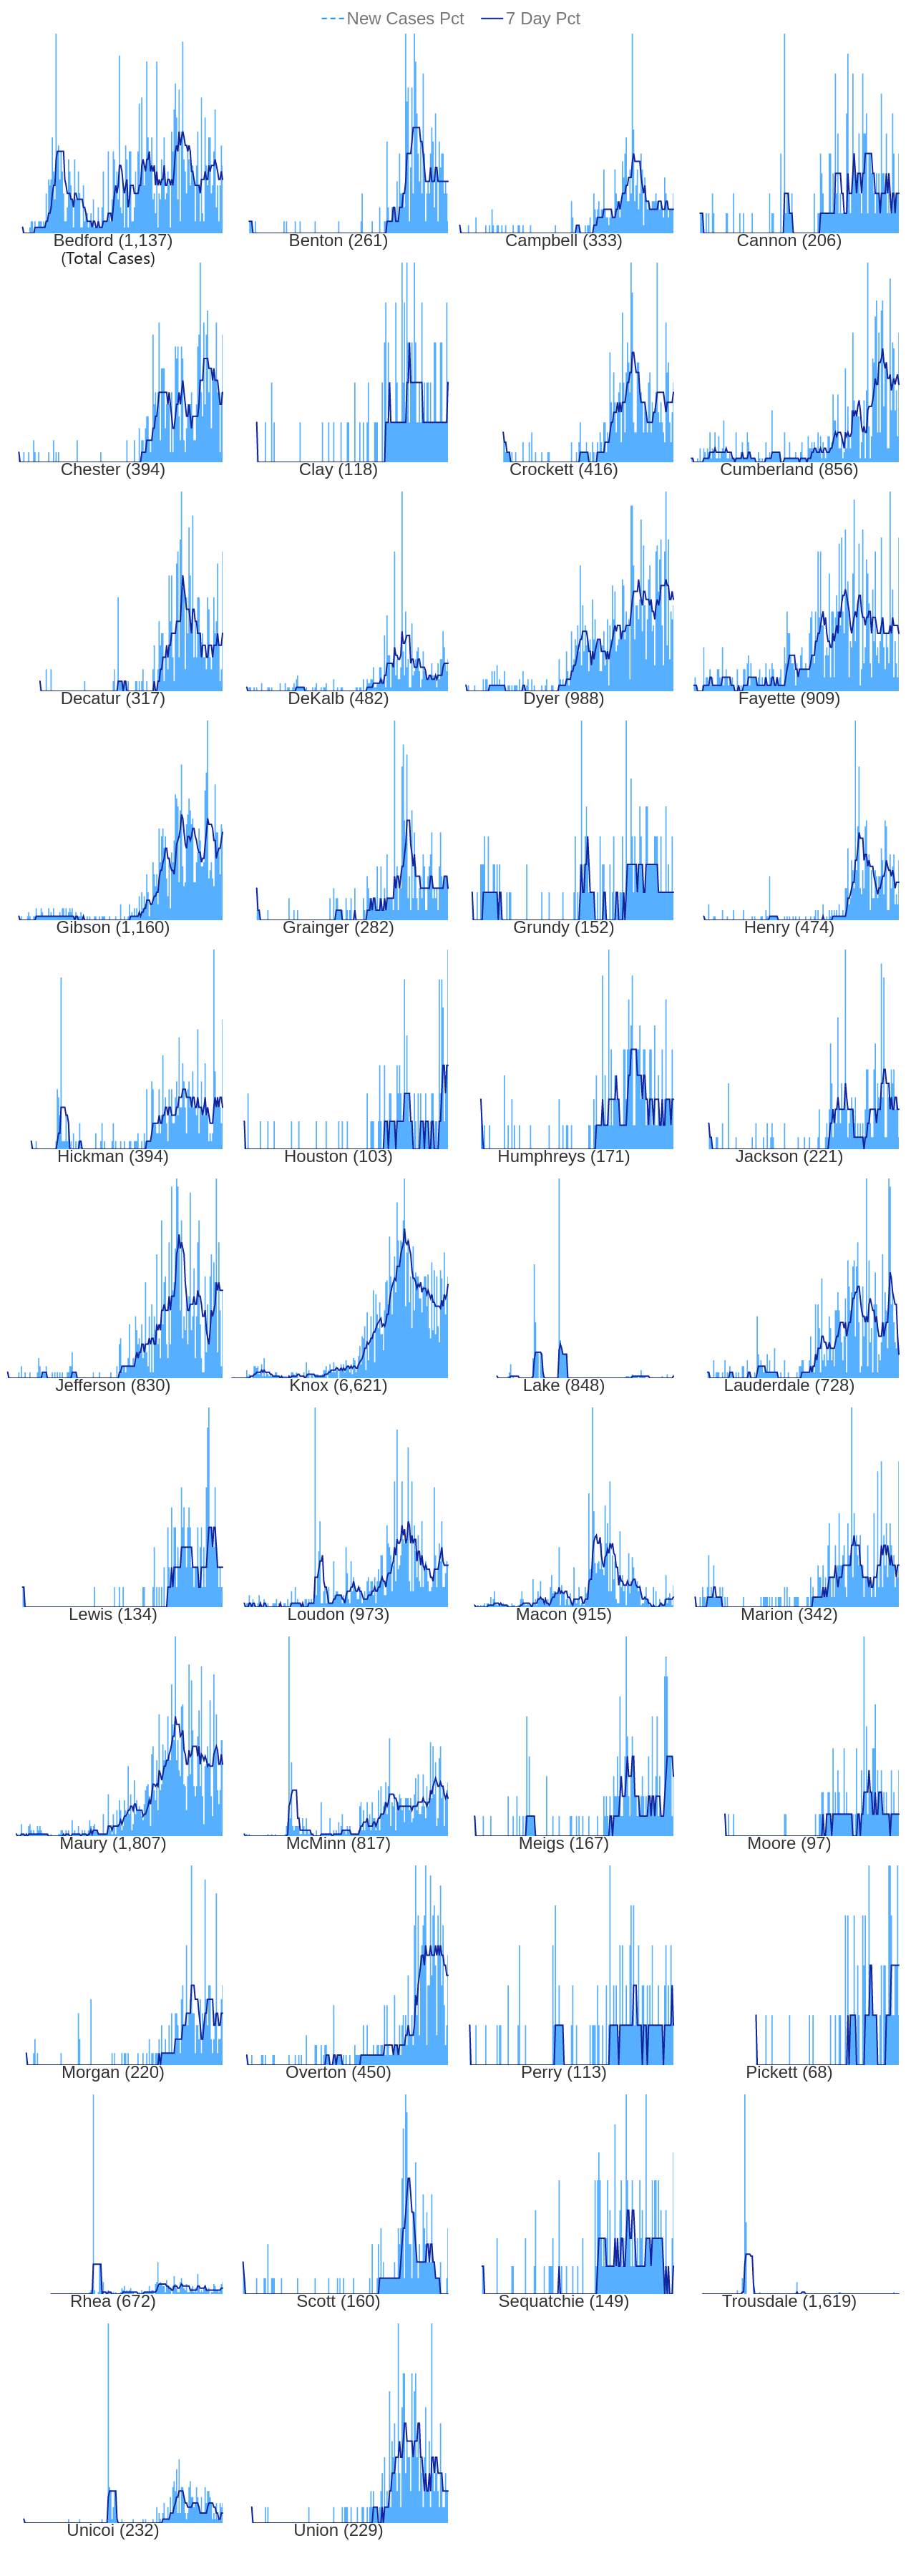 New Cases Pct 7 Day Pct
Bedford (1,137) Benton (261) Campbell (333) Cannon (206)
(Total Cases)
Chester (394) Clay (118) Crockett (416) Cumberland (856)
Decatur (317) DeKalb (482) Dyer (988) Fayette (909)
Gibson (1,160) Grainger (282) Grundy (152) Henry (474)
Hickman (394) Houston (103) Humphreys (171) Jackson (221)
Jefferson (830) Knox (6,621) Lake (848) Lauderdale (728)
Lewis (134) Loudon (973) Macon (915) Marion (342)
Maury (1,807) McMinn (817) Meigs (167) Moore (97)
Morgan (220) Overton (450) Perry (113) Pickett (68)
Rhea (672) Scott (160) Sequatchie (149) Trousdale (1,619)
Unicoi (232) Union (229)